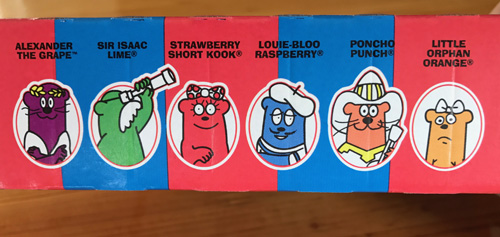 ALEXANDER
THE GRAPE™
SIR ISAAC
LIME®
STRAWBERRY
SHORT KOOK®
LOUIE-BLOO
RASPBERRY®
PONCHO
PUNCH®
LITTLE
ORPHAN
ORANGE®